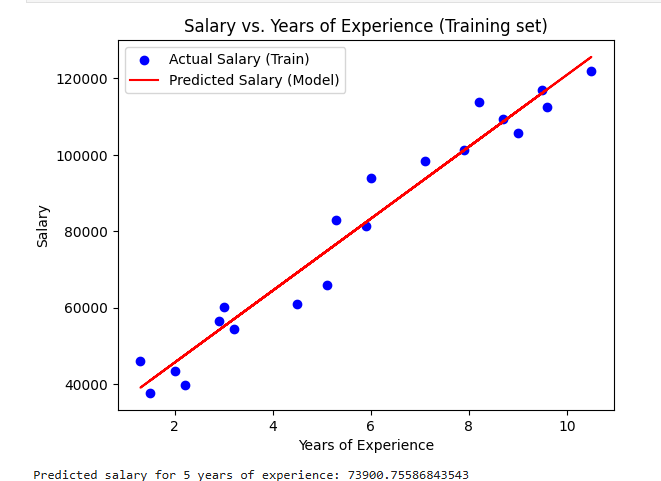 Salary vs. Years of Experience (Training set)
Actual Salary (Train)
Predicted Salary (Model)
120000
100000
80000
60000
40000
Salary
2 4 6 8 10
Years of Experience
Predicted salary for 5 years of experience: 73900.75586843543